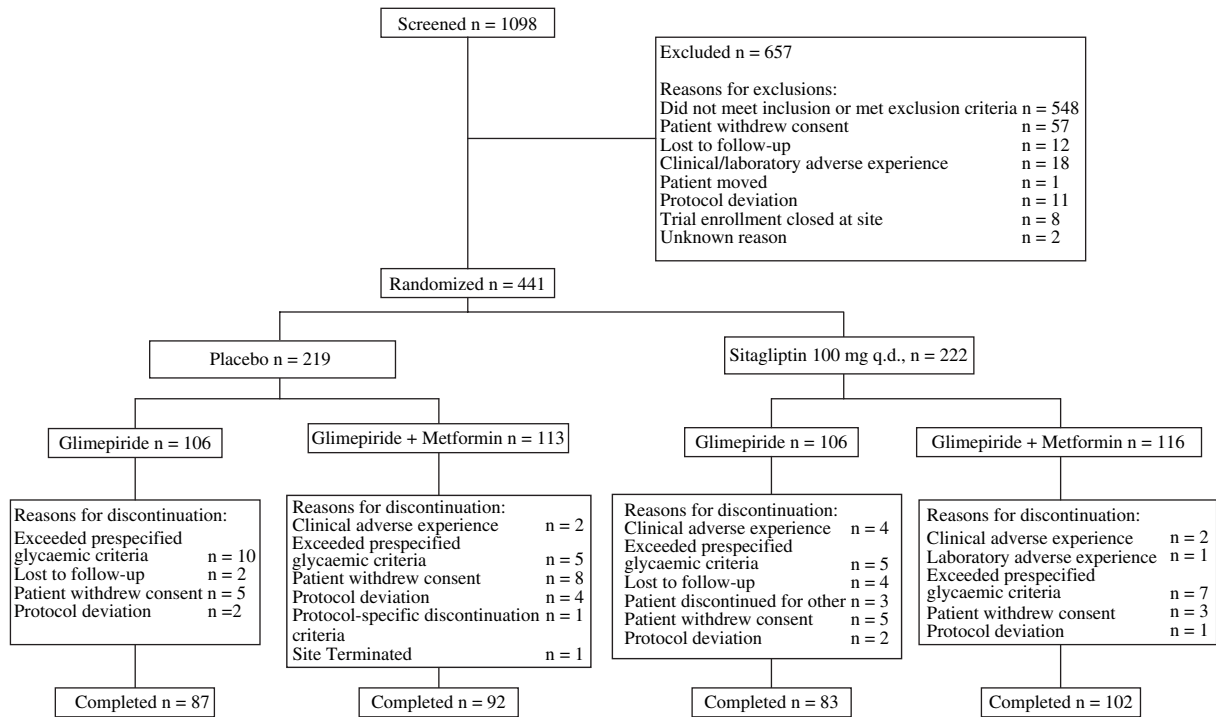 Screened n = 1098
Excluded n = 657
Reasons for exclusions:
Did not meet inclusion or met exclusion criteria n = 548
Patient withdrew consent n = 57
Lost to follow-up n = 12
Clinical/laboratory adverse experience n = 18
Patient moved n = 1
Protocol deviation n = 11
Trial enrollment closed at site n = 8
Unknown reason n = 2
Randomized n = 441
Placebo n = 219
Sitagliptin 100 mg q.d., n = 222
Glimepiride n = 106
Glimepiride + Metformin n = 113
Glimepiride n = 106
Glimepiride + Metformin n = 116
Reasons for discontinuation:
Exceeded prespecified
glycaemic criteria n = 10
Lost to follow-up n = 2
Patient withdrew consent n = 5
Protocol deviation n =2
Reasons for discontinuation:
Clinical adverse experience n = 2
Exceeded prespecified
glycaemic criteria n = 5
Patient withdrew consent n = 8
Protocol deviation n = 4
Protocol-specific discontinuation n = 1
criteria
Site Terminated n = 1
Reasons for discontinuation:
Clinical adverse experience n = 4
Exceeded prespecified
glycaemic criteria n = 5
Lost to follow-up n = 4
Patient discontinued for other n = 3
Patient withdrew consent n = 5
Protocol deviation n = 2
Reasons for discontinuation:
Clinical adverse experience n = 2
Laboratory adverse experience n = 1
Exceeded prespecified
glycaemic criteria n = 7
Patient withdrew consent n = 3
Protocol deviation n = 1
Completed n = 87
Completed n = 92
Completed n = 83
Completed n = 102